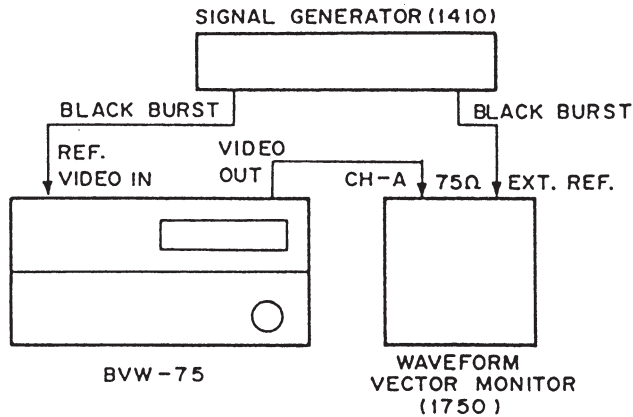 SIGNAL GENERATOR (1410)
BLACK BURST
BLACK BURST
REF.
VIDEO IN
VIDEO
OUT
CH-A
75Ω
EXT. REF.
BVW-75
WAVEFORM
VECTOR MONITOR
(1750)